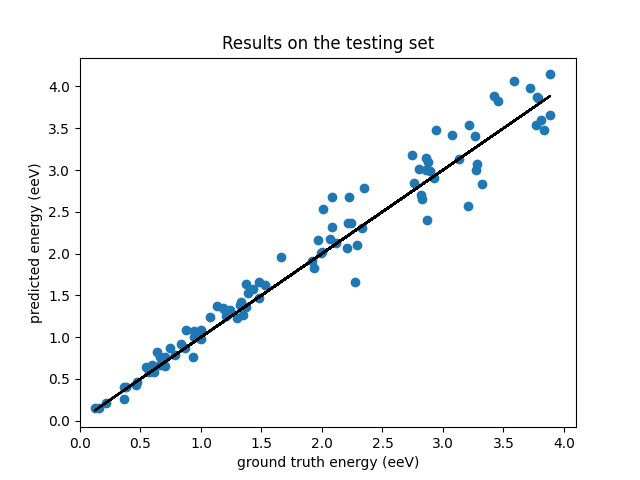 Results on the testing set
predicted energy (eeV)
4.0
3.5
3.0
2.5
2.0
1.5
1.0
0.5
0.0
0.0 0.5 1.0 1.5 2.0 2.5 3.0 3.5 4.0
ground truth energy (eeV)